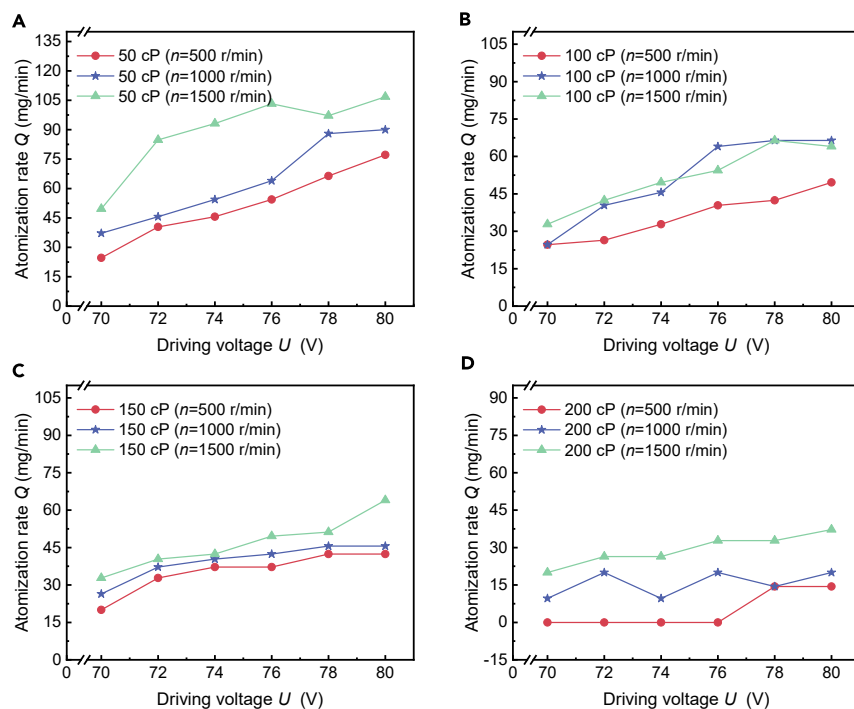 A
135
120
105
90
75
60
45
30
15
0
Atomization rate Q (mg/min)
50 cP (n=500 r/min)
50 cP (n=1000 r/min)
50 cP (n=1500 r/min)
0 70 72 74 76 78 80
Driving voltage U (V)
B
105
90
75
60
45
30
15
0
Atomization rate Q (mg/min)
100 cP (n=500 r/min)
100 cP (n=1000 r/min)
100 cP (n=1500 r/min)
0 70 72 74 76 78 80
Driving voltage U (V)
C
105
90
75
60
45
30
15
0
Atomization rate Q (mg/min)
150 cP (n=500 r/min)
150 cP (n=1000 r/min)
150 cP (n=1500 r/min)
0 70 72 74 76 78 80
Driving voltage U (V)
D
90
75
60
45
30
15
0
-15
Atomization rate Q (mg/min)
200 cP (n=500 r/min)
200 cP (n=1000 r/min)
200 cP (n=1500 r/min)
0 70 72 74 76 78 80
Driving voltage U (V)